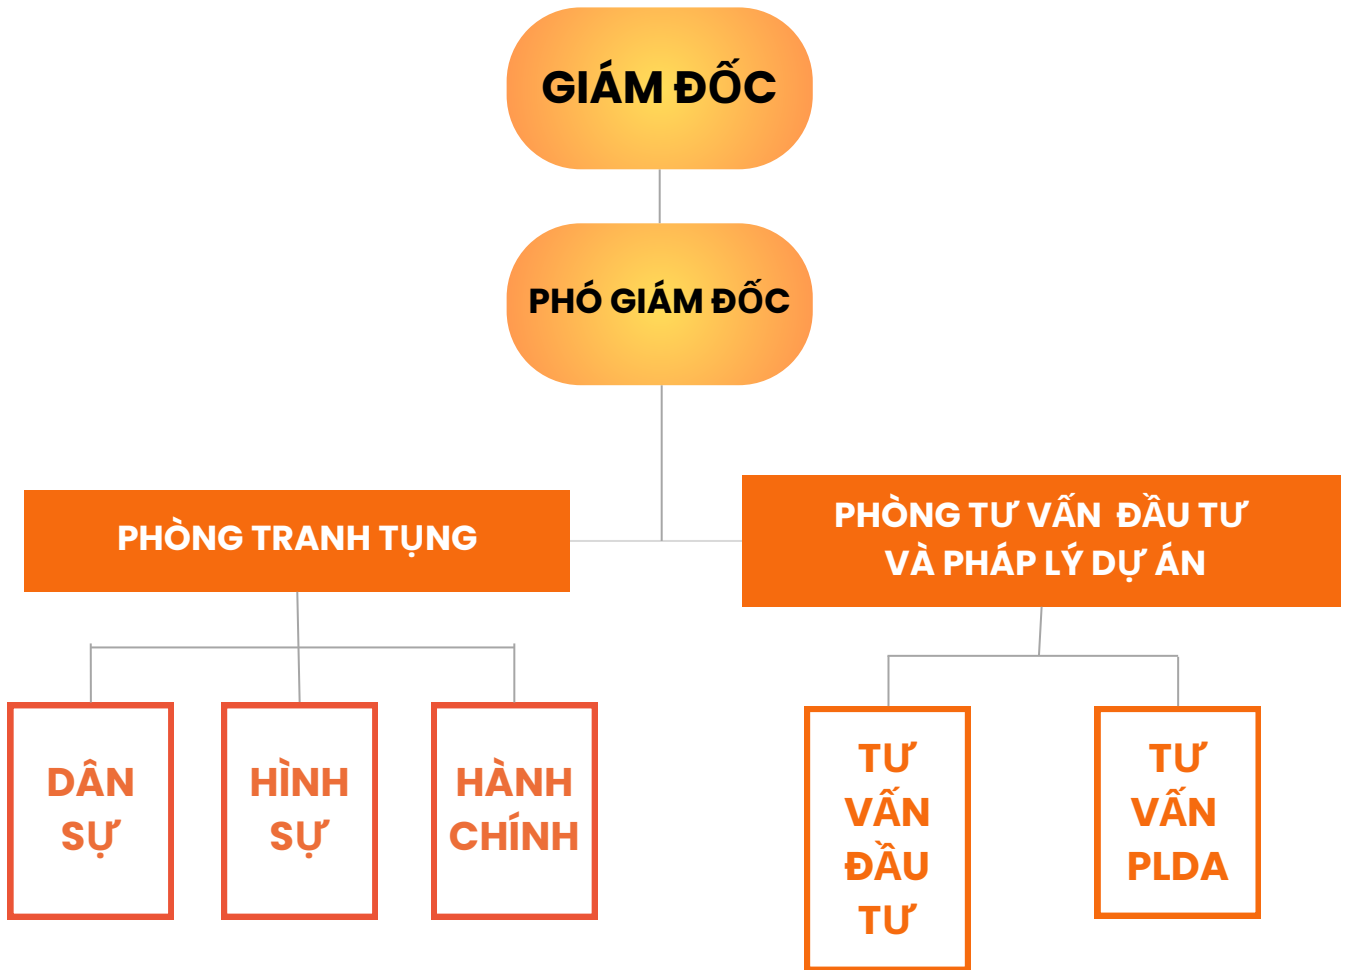 GIÁM ĐỐC
PHÓ GIÁM ĐỐC
PHÒNG TRANH TỤNG
PHÒNG TƯ VẤN ĐẦU TƯ
VÀ PHÁP LÝ DỰ ÁN
DÂN
SỰ
HÌNH
SỰ
HÀNH
CHÍNH
TƯ
VẤN
ĐẦU
TƯ
TƯ
VẤN
PLDA